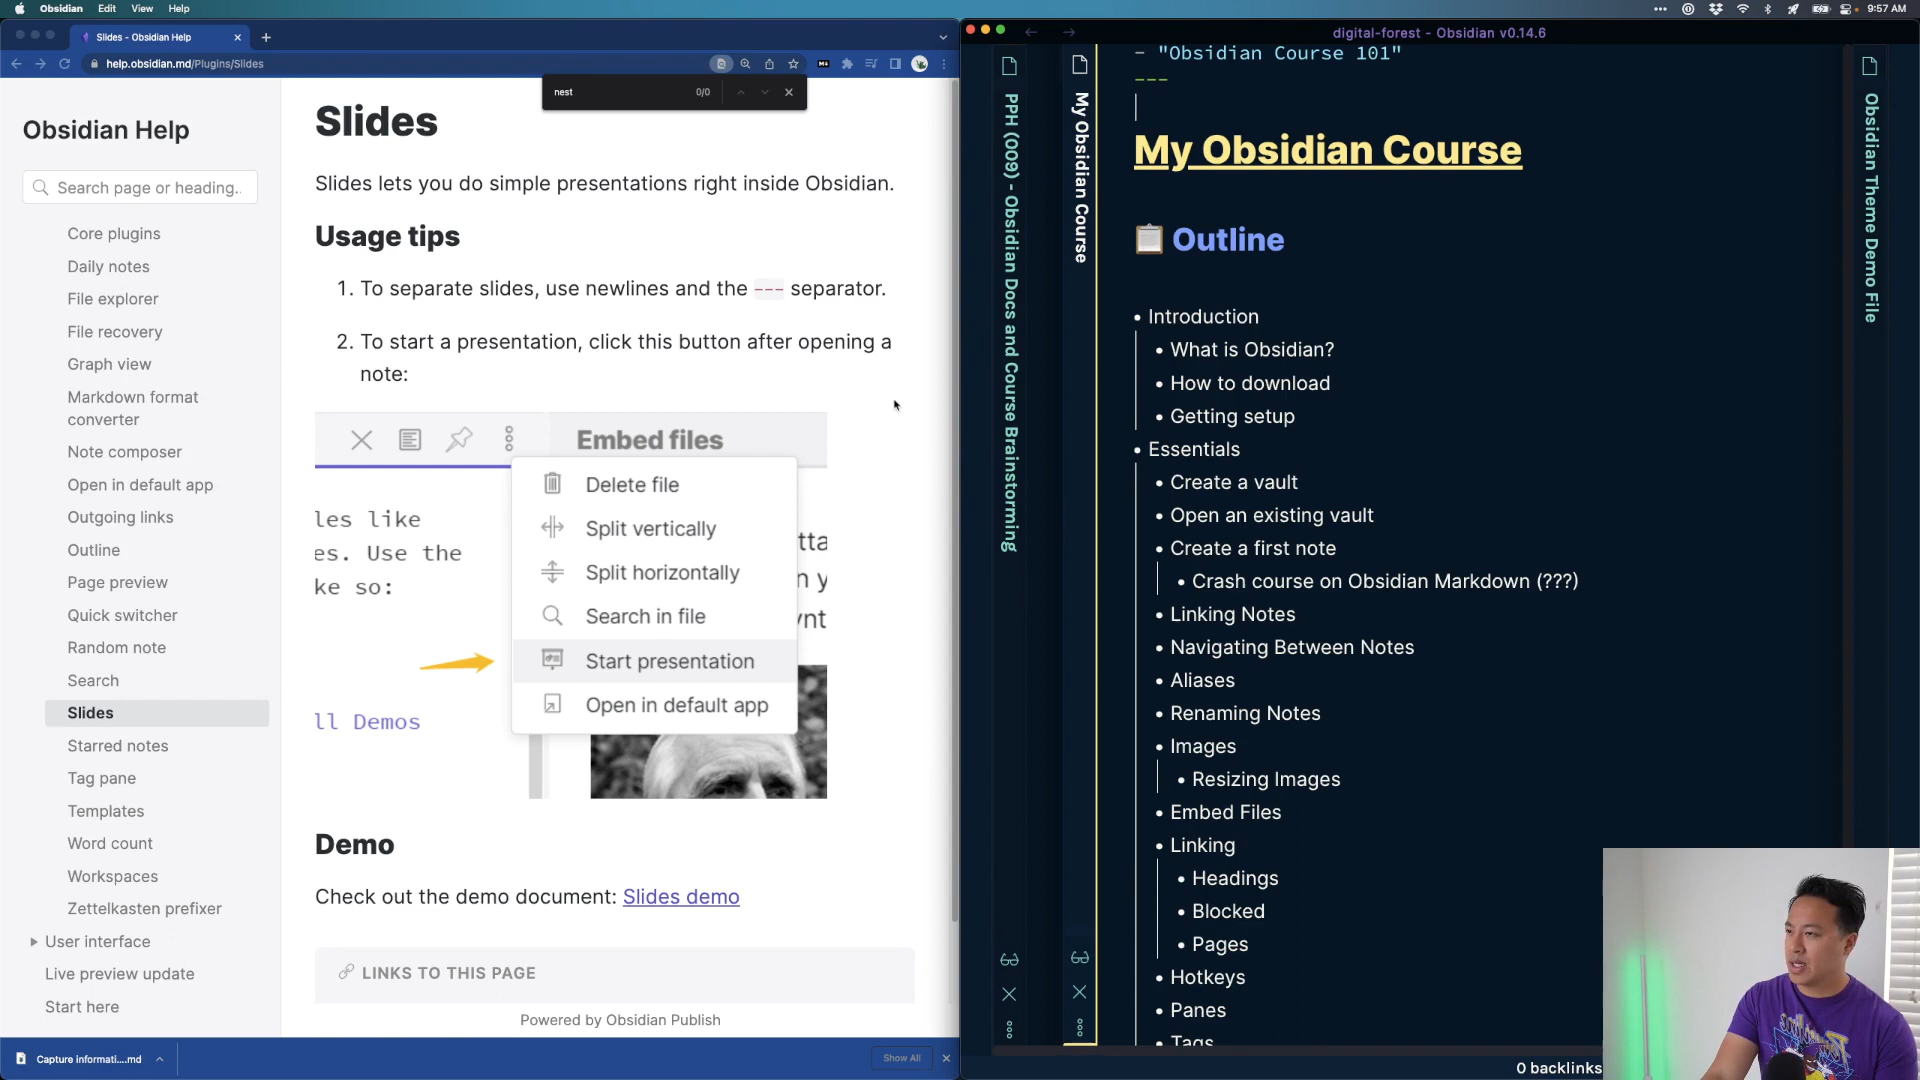 Obsidian Edit View Help
9:57 AM
Slides - Obsidian Help
help.obsidian.md/Plugins/Slides
nest 0/0
Obsidian Help
Search page or heading..
Core plugins
Daily notes
File explorer
File recovery
Graph view
Markdown format
converter
Note composer
Open in default app
Outgoing links
Outline
Page preview
Quick switcher
Random note
Search
Slides
Starred notes
Tag pane
Templates
Word count
Workspaces
Zettelkasten prefixer
User interface
Live preview update
Start here
Slides
Slides lets you do simple presentations right inside Obsidian.
Usage tips
1. To separate slides, use newlines and the --- separator.
2. To start a presentation, click this button after opening a
note:
Embed files
Delete file
Split vertically
Split horizontally
Search in file
Start presentation
Open in default app
les like
es. Use the
ke so:
ll Demos
tta
n y
nt
Demo
Check out the demo document: Slides demo
LINKS TO THIS PAGE
Powered by Obsidian Publish
Capture informati....md
Show All
digital-forest - Obsidian v0.14.6
PPH (009) - Obsidian Docs and Course Brainstorming
My Obsidian Course
- "Obsidian Course 101"
---
My Obsidian Course
📋 Outline
• Introduction
• What is Obsidian?
• How to download
• Getting setup
• Essentials
• Create a vault
• Open an existing vault
• Create a first note
• Crash course on Obsidian Markdown (???)
• Linking Notes
• Navigating Between Notes
• Aliases
• Renaming Notes
• Images
• Resizing Images
• Embed Files
• Linking
• Headings
• Blocked
• Pages
• Hotkeys
• Panes
• Tags
Obsidian Theme Demo File
0 backlinks